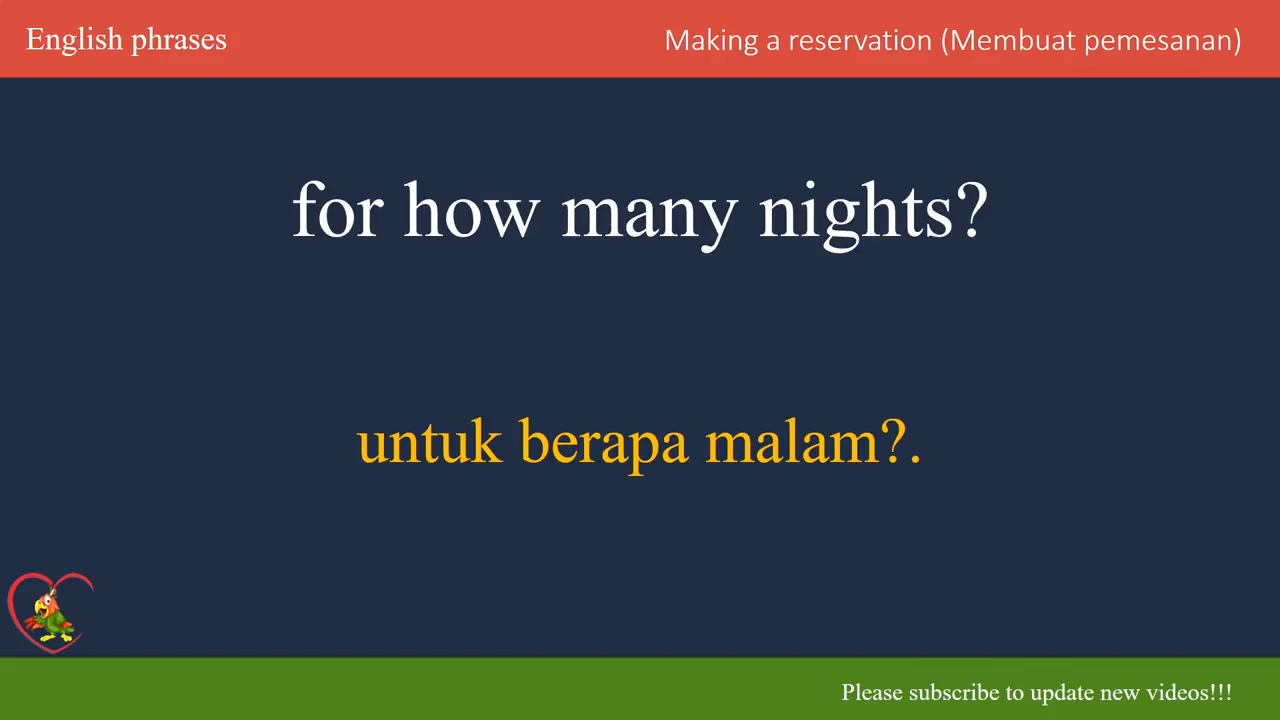 English phrases
Making a reservation (Membuat pemesanan)
for how many nights?
untuk berapa malam?.
Please subscribe to update new videos!!!